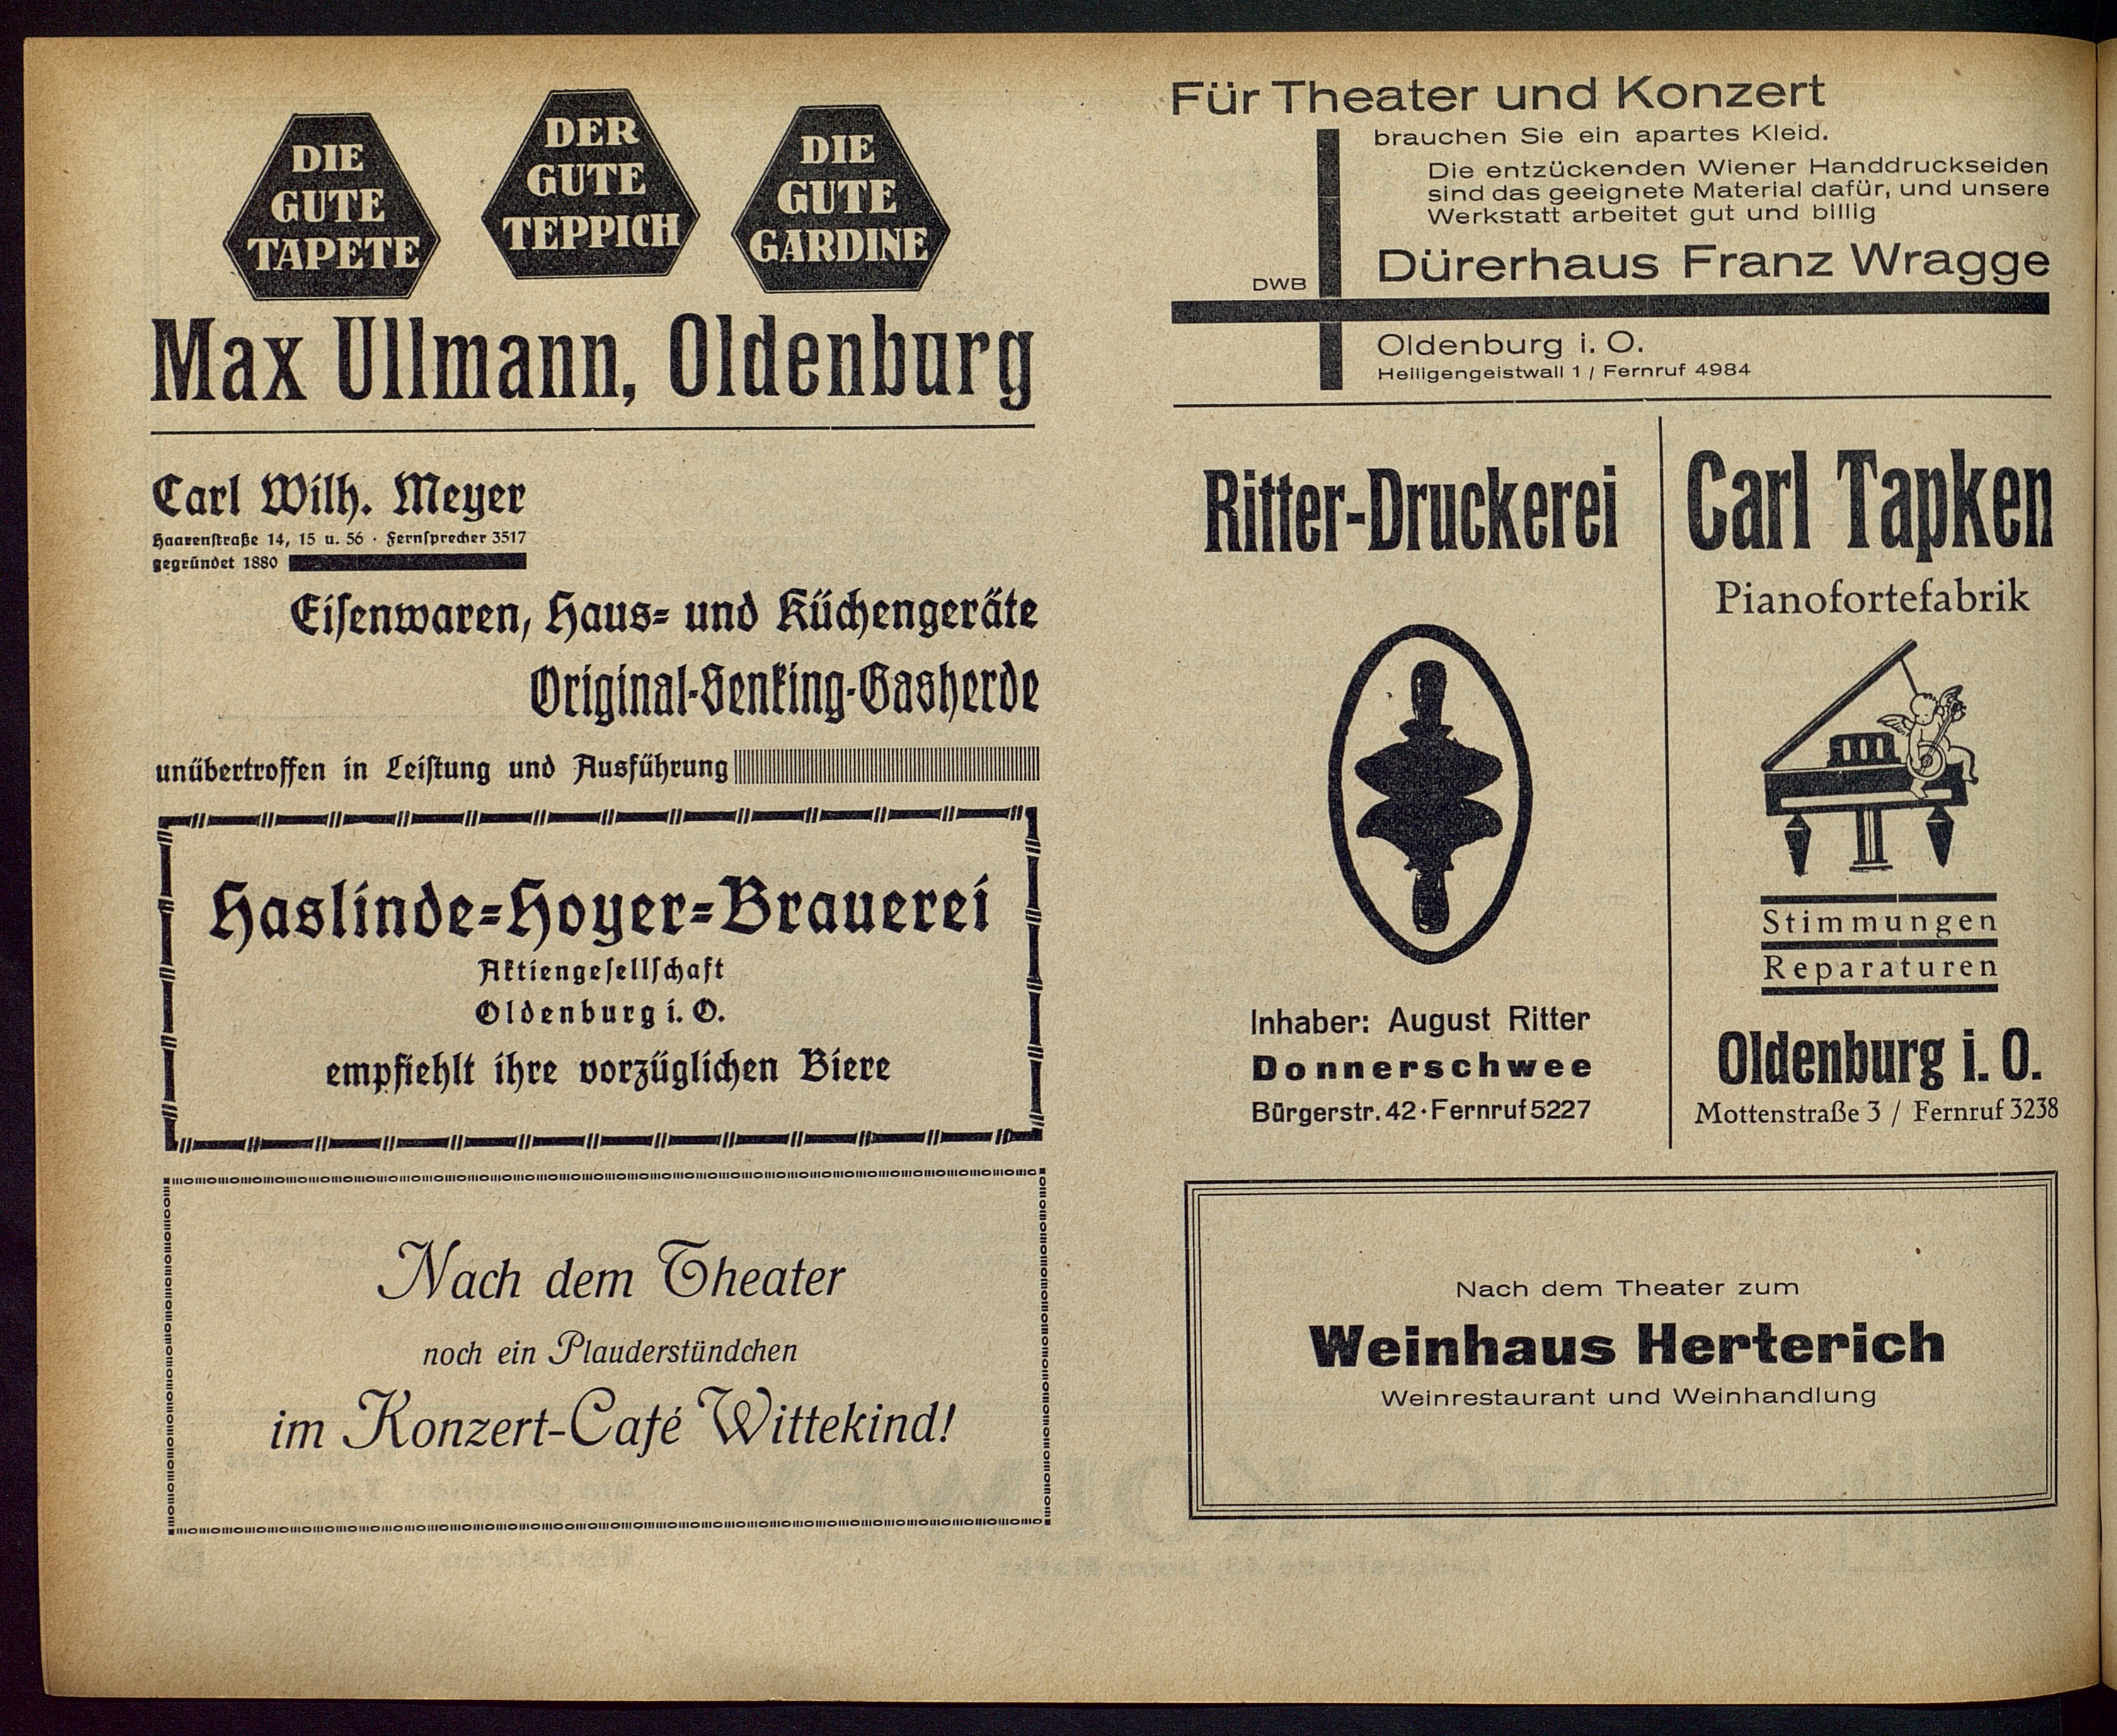 DIE
GUTE
TAPETE
DER
GUTE
TEPPICH
DIE
GUTE
GARDINE
Max Ullmann, Oldenburg
Carl Wilh. Meyer
Haarenſtraße 14, 15 u. 56 · Fernſprecher 3517
gegründet 1880
Eiſenwaren, Haus- und Küchengeräte
Original-Senking-Gasherde
unübertroffen in Leiſtung und Ausführung
Haslinde-Hoyer-Brauerei
Aktiengeſellſchaft
Oldenburg i. O.
empfiehlt ihre vorzüglichen Biere
Nach dem Theater
noch ein Plauderstündchen
im Konzert-Café Wittekind!
Für Theater und Konzert
brauchen Sie ein apartes Kleid.
Die entzückenden Wiener Handdruckseiden
sind das geeignete Material dafür, und unsere
Werkstatt arbeitet gut und billig
Dürerhaus Franz Wragge
DWB
Oldenburg i. O.
Heiligengeistwall 1 / Fernruf 4984
Ritter-Druckerei
Inhaber: August Ritter
Donnerschwee
Bürgerstr. 42 · Fernruf 5227
Carl Tapken
Pianofortefabrik
Stimmungen
Reparaturen
Oldenburg i. O.
Mottenstraße 3 / Fernruf 3238
Nach dem Theater zum
Weinhaus Herterich
Weinrestaurant und Weinhandlung